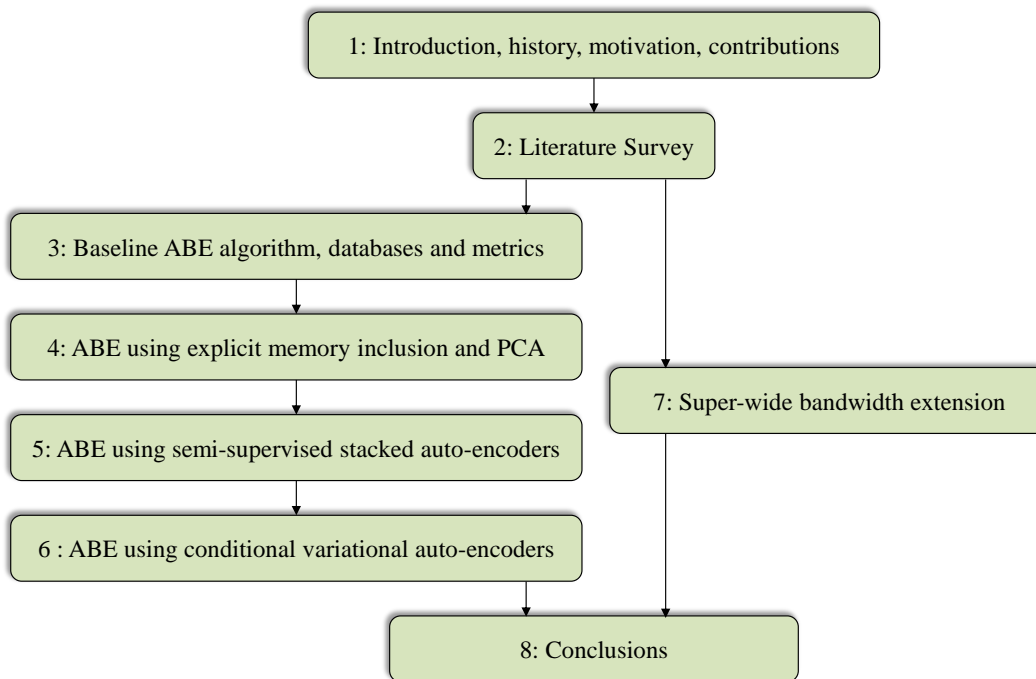 1: Introduction, history, motivation, contributions
2: Literature Survey
3: Baseline ABE algorithm, databases and metrics
4: ABE using explicit memory inclusion and PCA
5: ABE using semi-supervised stacked auto-encoders
6 : ABE using conditional variational auto-encoders
7: Super-wide bandwidth extension
8: Conclusions